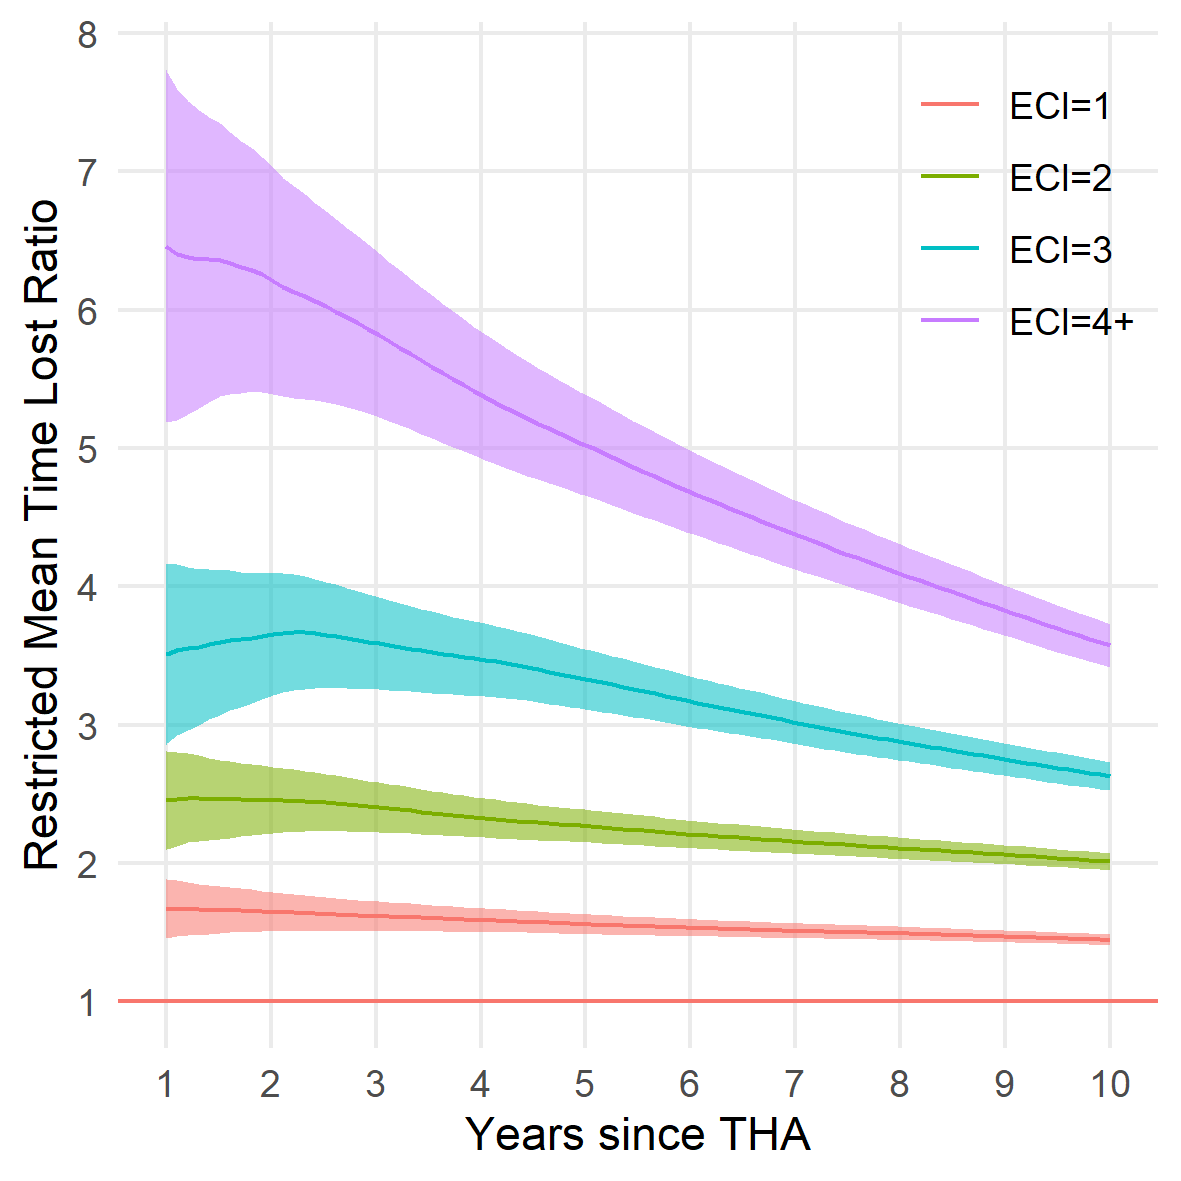 Restricted Mean Time Lost Ratio
8
7
6
5
4
3
2
1
ECI=1
ECI=2
ECI=3
ECI=4+
1 2 3 4 5 6 7 8 9 10
Years since THA